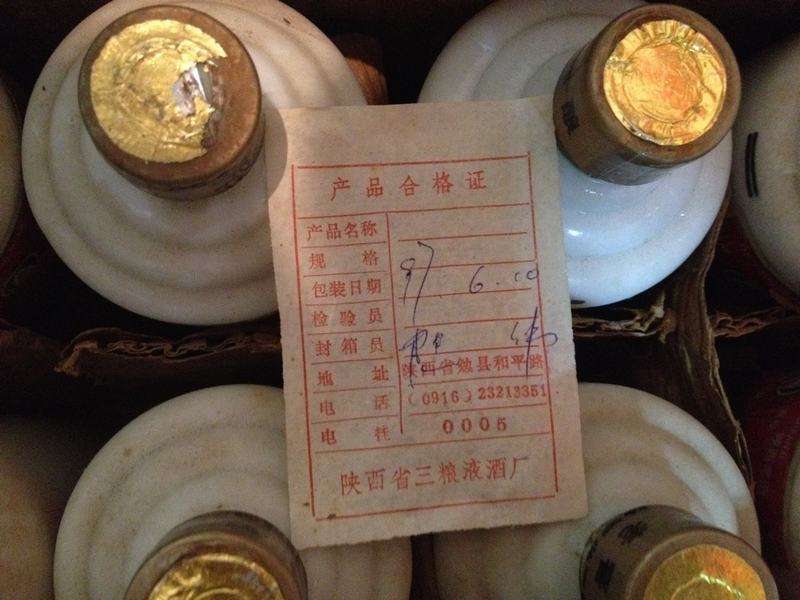 产品合格证
产品名称
规格
包装日期 97 6.10
检验员
封箱员
地址 陕西省勉县和平路
电话 (0916)23213351
电耗 0005
陕西省三粮液酒厂